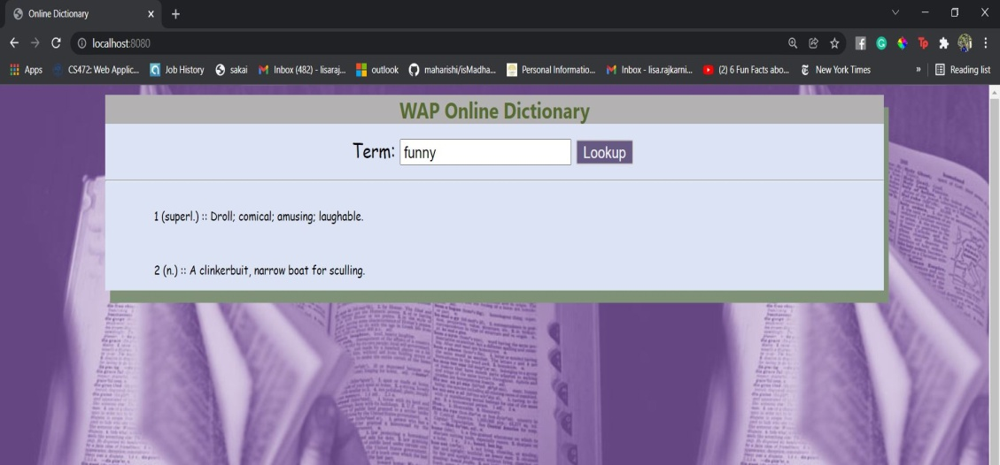 Online Dictionary
localhost:8080
Apps CS472: Web Applic... Job History sakai Inbox (482) - lisaraj... outlook maharishi/isMadha... Personal Informatio... Inbox - lisa.rajkarni... (2) 6 Fun Facts abo... New York Times » Reading list
WAP Online Dictionary
Term: funny Lookup
1 (superl.) :: Droll; comical; amusing; laughable.
2 (n.) :: A clinkerbuit, narrow boat for sculling.